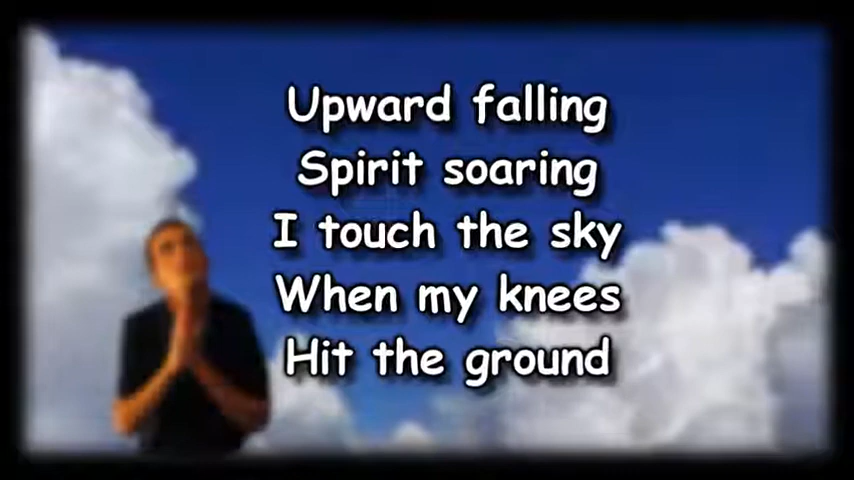 Upward falling
Spirit soaring
I touch the sky
When my knees
Hit the ground